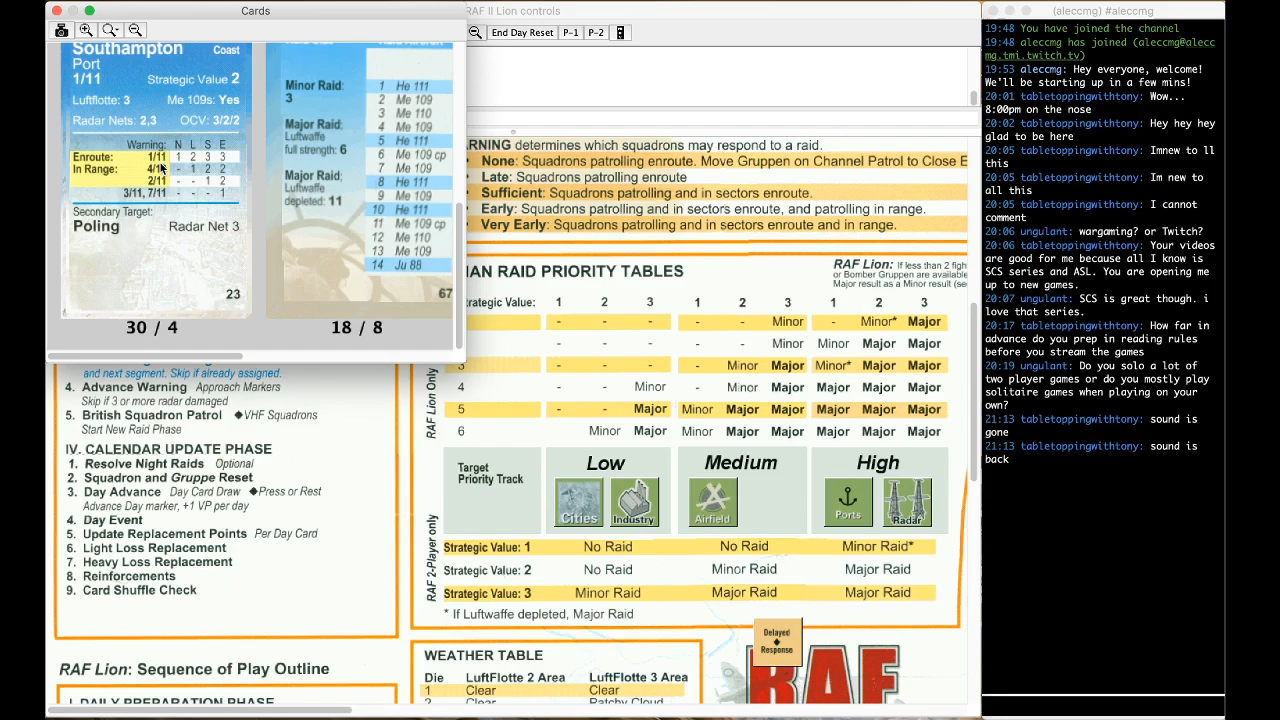 Cards
RAF II Lion controls
End Day Reset
P-1
P-2
Southampton
Coast
Port
1/11
Strategic Value 2
Luftflotte: 3
Me 109s: Yes
Radar Nets: 2,3
OCV: 3/2/2
Warning: N L S E
Enroute: 1/11 1 2 3 3
In Range: - 1 2 2
2/11 - - 1 2
3/11, 7/11 - - - 1
Secondary Target:
Poling
Radar Net 3
23
30 / 4
Minor Raid:
3
Major Raid:
Luftwaffe
full strength: 6
Major Raid;
Luftwaffe
depleted: 11
1 He 111
2 Me 109
3 Me 110
4 Me 109
5 He 111
6 Me 109 cp
7 Me 109
8 He 111
9 Me 109
10 He 111
11 Me 109 cp
12 Me 110
13 Me 109
14 Ju 88
67
18 / 8
and next segment. Skip if already assigned.
4. Advance Warning Approach Markers
Skip if 3 or more radar damaged
5. British Squadron Patrol ◆VHF Squadrons
Start New Raid Phase
IV. CALENDAR UPDATE PHASE
1. Resolve Night Raids Optional
2. Squadron and Gruppe Reset
3. Day Advance Day Card Draw ◆Press or Rest
Advance Day marker, +1 VP per day
4. Day Event
5. Update Replacement Points Per Day Card
6. Light Loss Replacement
7. Heavy Loss Replacement
8. Reinforcements
9. Card Shuffle Check
RAF Lion: Sequence of Play Outline
I. DAILY PREPARATION PHASE
ARNING determines which squadrons may respond to a raid.
• None: Squadrons patrolling enroute. Move Gruppen on Channel Patrol to Close E
• Late: Squadrons patrolling enroute
• Sufficient: Squadrons patrolling and in sectors enroute.
• Early: Squadrons patrolling and in sectors enroute, and patrolling in range.
• Very Early: Squadrons patrolling and in sectors enroute and in range.
MAN RAID PRIORITY TABLES
RAF Lion: If less than 2 figh
or Bomber Gruppen are availab
Major result as a Minor result (se
trategic Value: 1 2 3 1 2 3 1 2 3
- - - - - Minor - Minor* Major
- - - - - Minor Minor Major Major
- - - - Minor Major Minor* Major Major
4 - - Minor - Minor Major Major Major Major
5 - - Major Minor Major Major Major Major Major
6 Minor Major Minor Major Major Major Major Major
RAF Lion Only
Target
Priority Track
Low
Medium
High
Cities
Industry
Airfield
Ports
Radar
RAF 2-Player only
Strategic Value: 1 No Raid No Raid Minor Raid*
Strategic Value: 2 No Raid Minor Raid Major Raid
Strategic Value: 3 Minor Raid Major Raid Major Raid
* If Luftwaffe depleted, Major Raid
Delayed
◆
Response
WEATHER TABLE
Die LuftFlotte 2 Area LuftFlotte 3 Area
1 Clear Clear
2 Clear Patchy Cloud
RAF
(aleccmg) #aleccmg
19:48 You have joined the channel
19:48 aleccmg has joined (aleccmg@alecc
mg.tmi.twitch.tv)
19:53 aleccmg: Hey everyone, welcome!
We'll be starting up in a few mins!
20:01 tabletoppingwithtony: Wow...
8:00pm on the nose
20:02 tabletoppingwithtony: Hey hey hey
glad to be here
20:05 tabletoppingwithtony: Imnew to ll
this
20:05 tabletoppingwithtony: Im new to
all this
20:05 tabletoppingwithtony: I cannot
comment
20:06 ungulant: wargaming? or Twitch?
20:06 tabletoppingwithtony: Your videos
are good for me because all I know is
SCS series and ASL. You are opening me
up to new games.
20:07 ungulant: SCS is great though. i
love that series.
20:17 tabletoppingwithtony: How far in
advance do you prep in reading rules
before you stream the games
20:19 ungulant: Do you solo a lot of
two player games or do you mostly play
solitaire games when playing on your
own?
21:13 tabletoppingwithtony: sound is
gone
21:13 tabletoppingwithtony: sound is
back